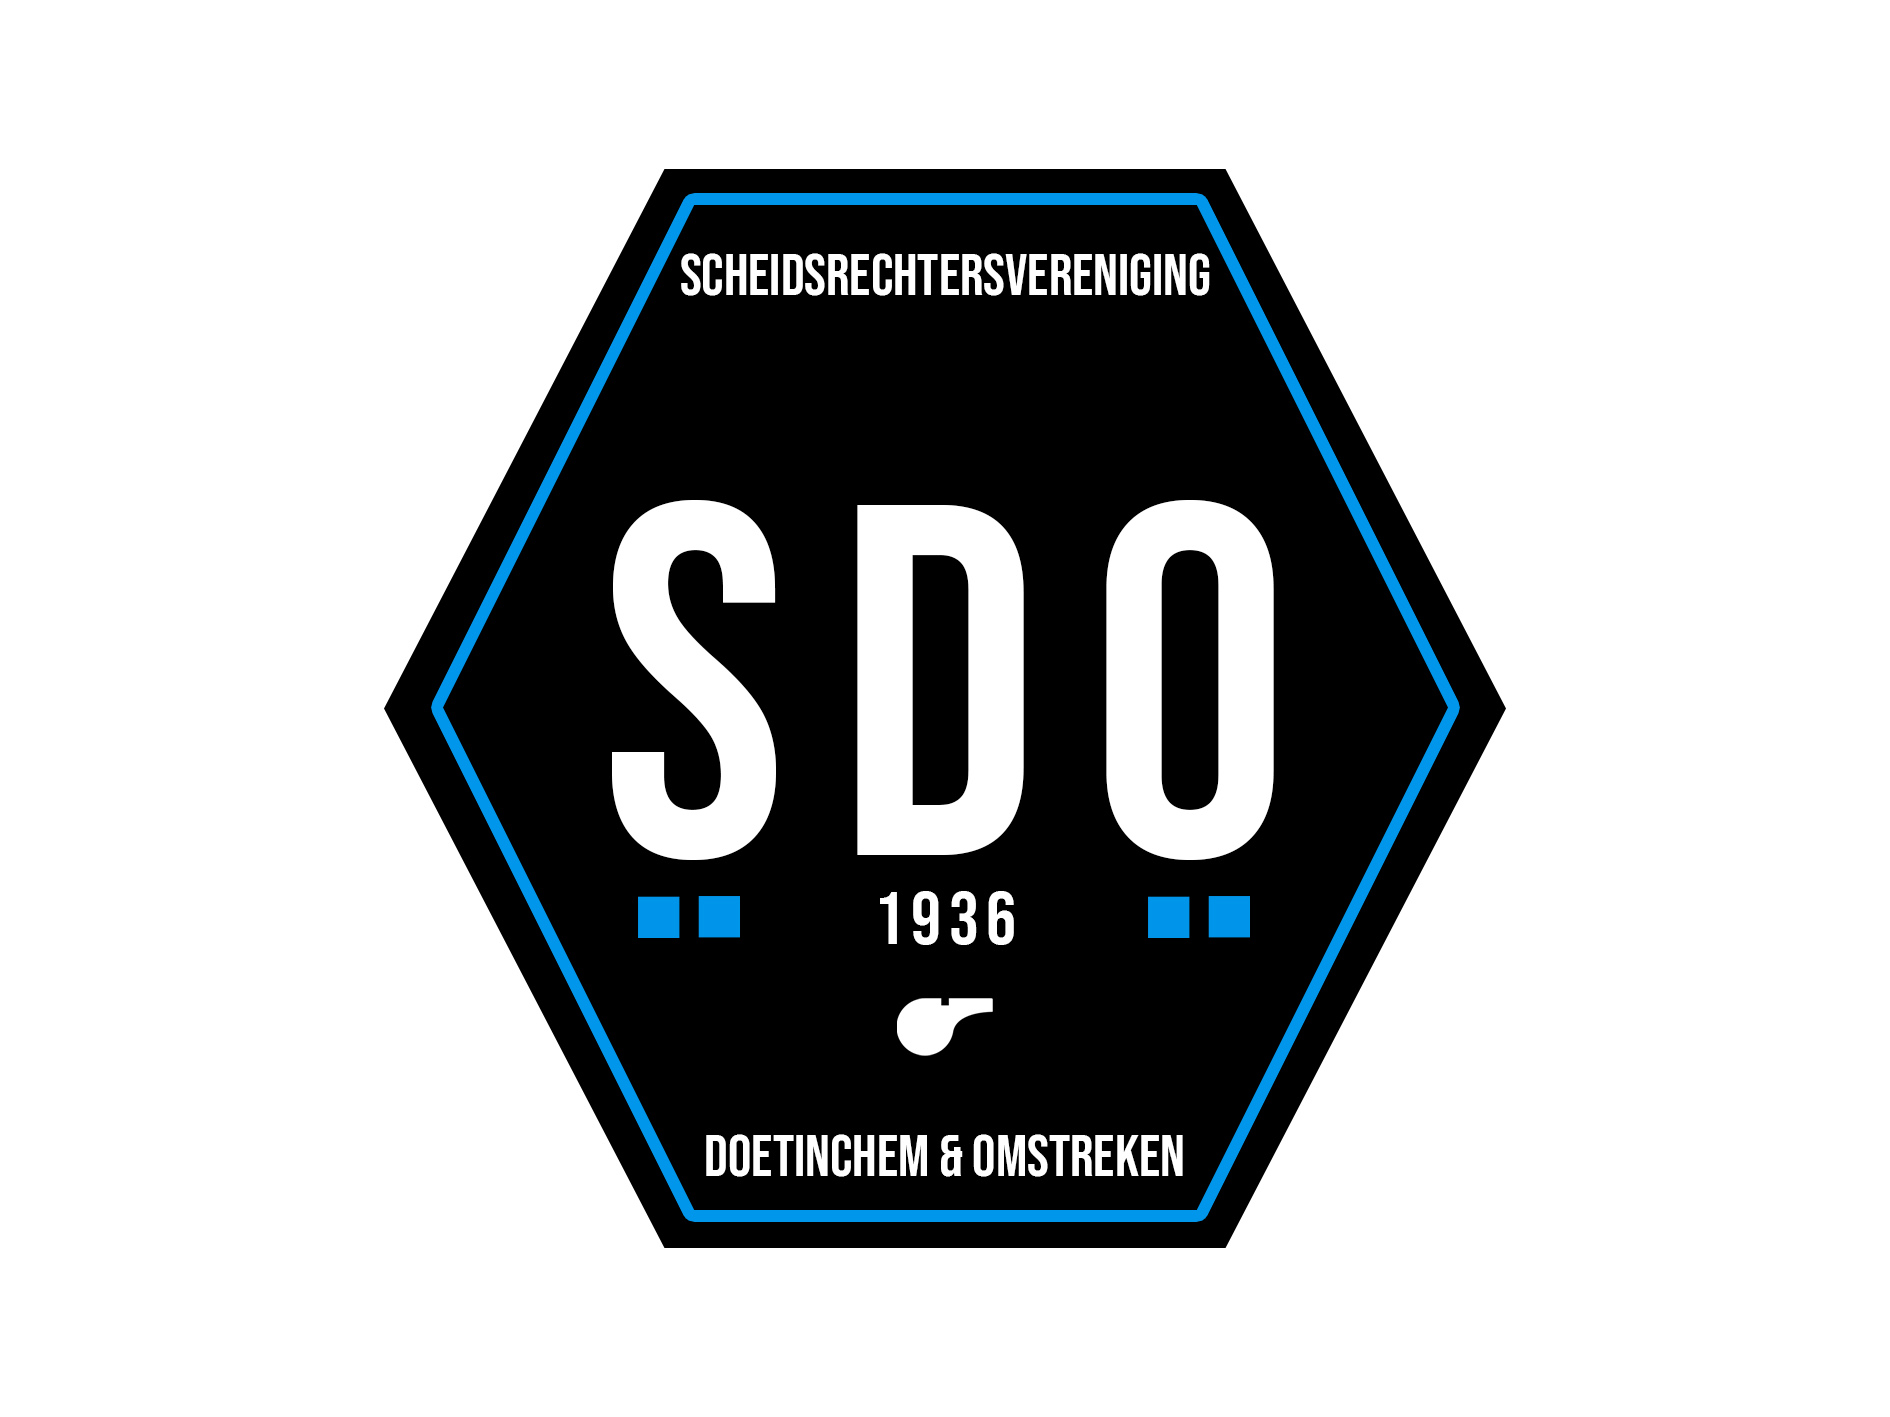 SCHEIDSRECHTERSVERENIGING
SDO
1936
DOETINCHEM & OMSTREKEN